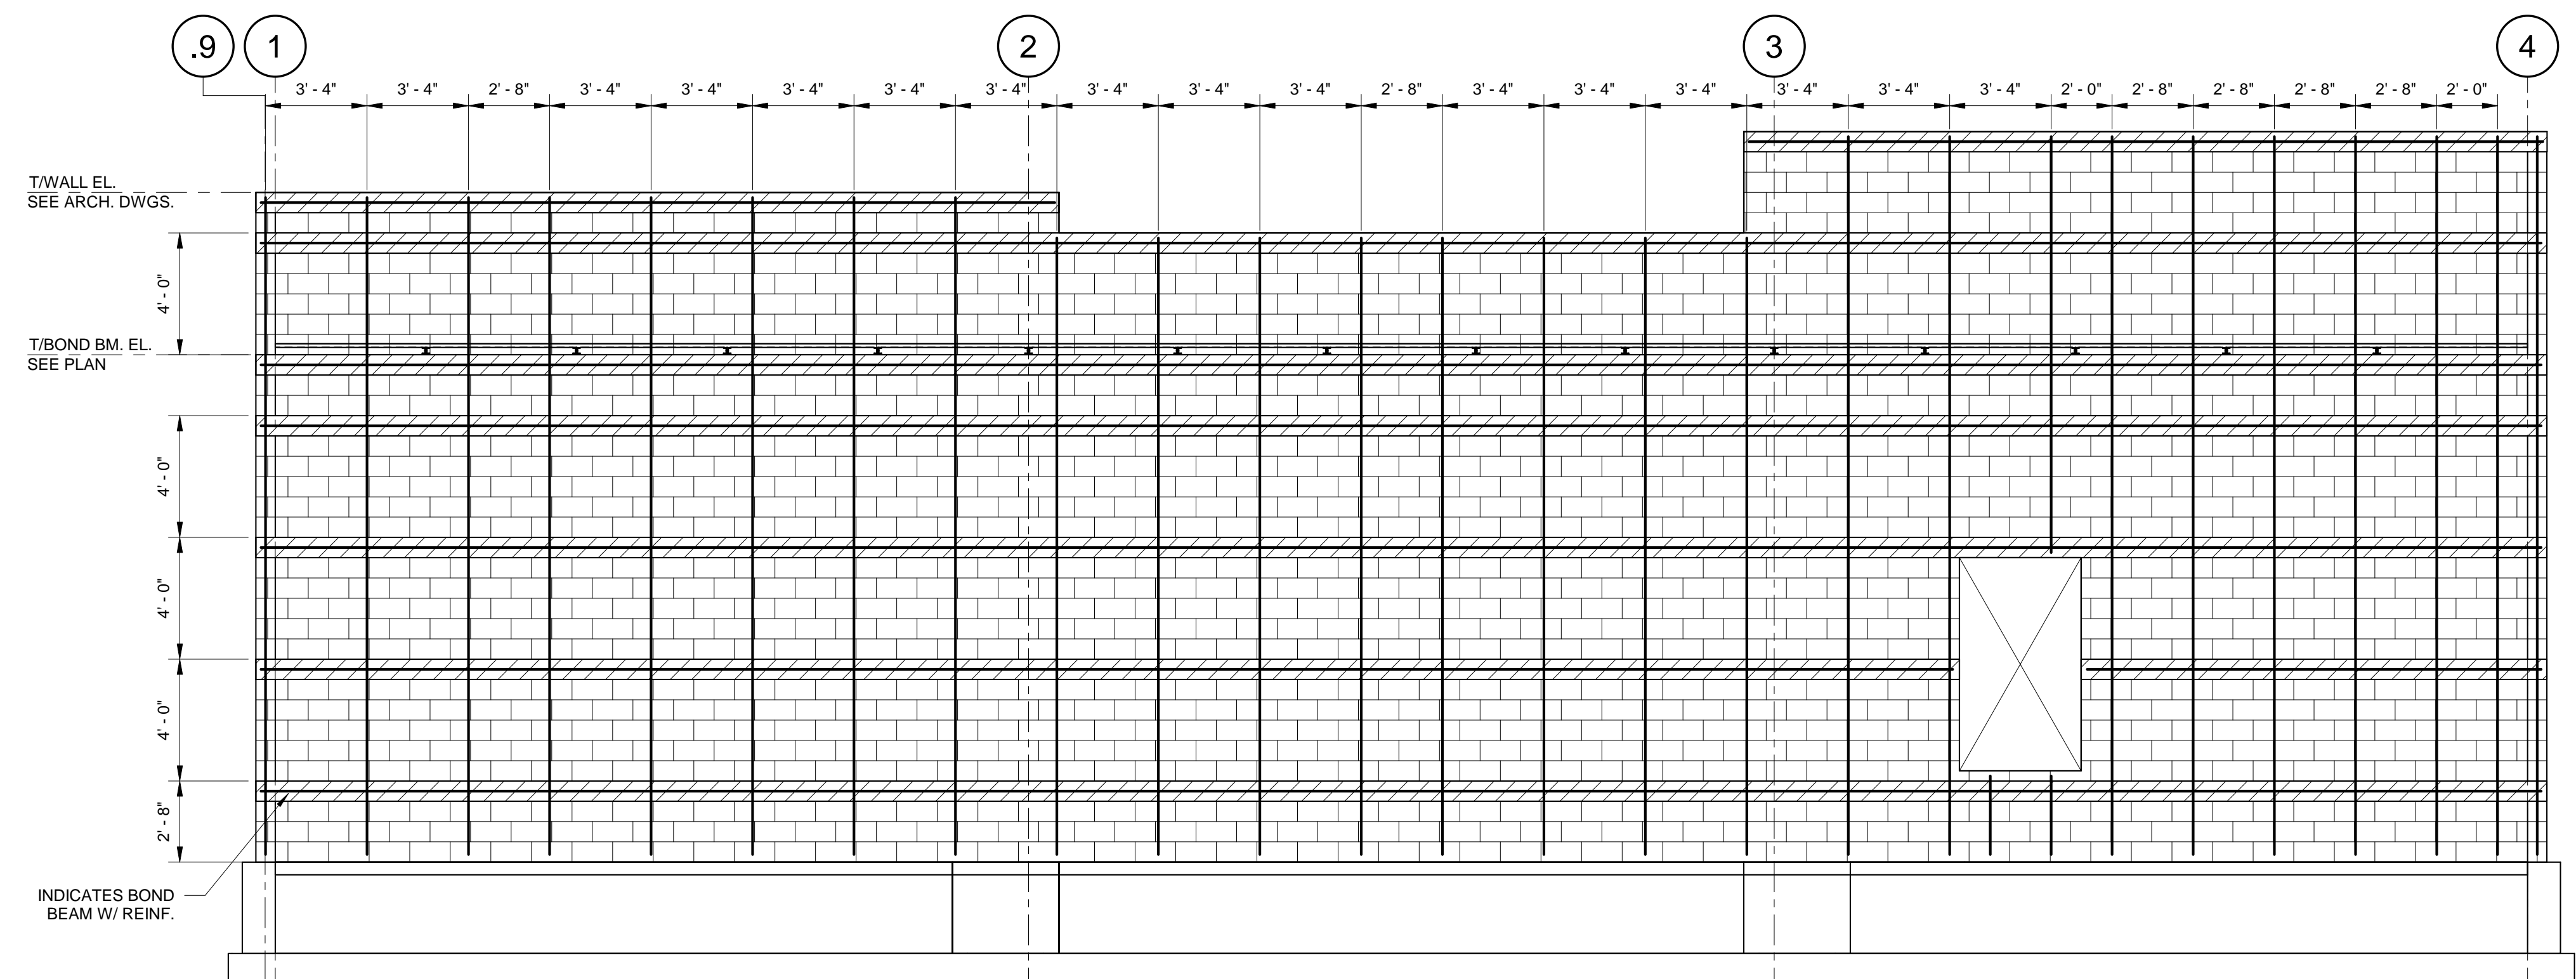 .9
1
2
3
4
3' - 4"
3' - 4"
2' - 8"
3' - 4"
3' - 4"
3' - 4"
3' - 4"
3' - 4"
3' - 4"
3' - 4"
3' - 4"
2' - 8"
3' - 4"
3' - 4"
3' - 4"
3' - 4"
3' - 4"
3' - 4"
2' - 0"
2' - 8"
2' - 8"
2' - 8"
2' - 8"
2' - 0"
T/WALL EL.
SEE ARCH. DWGS.
4' - 0"
T/BOND BM. EL.
SEE PLAN
4' - 0"
4' - 0"
4' - 0"
2' - 8"
INDICATES BOND
BEAM W/ REINF.